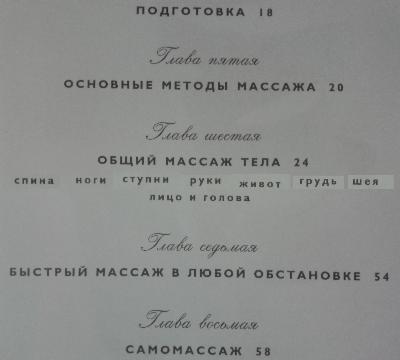 ПОДГОТОВКА 18
Глава пятая
ОСНОВНЫЕ МЕТОДЫ МАССАЖА 20
Глава шестая
ОБЩИЙ МАССАЖ ТЕЛА 24
спина ноги ступни руки живот грудь шея
лицо и голова
Глава седьмая
БЫСТРЫЙ МАССАЖ В ЛЮБОЙ ОБСТАНОВКЕ 54
Глава восьмая
САМОМАССАЖ 58